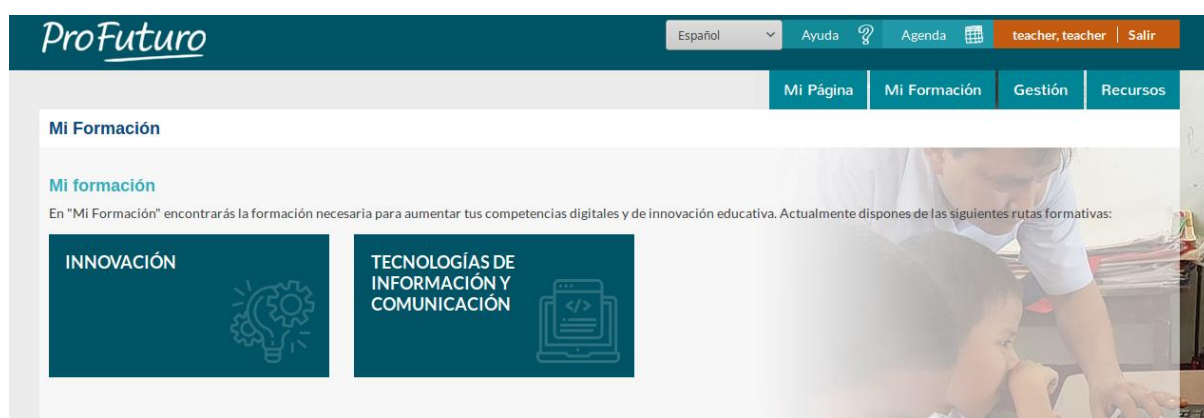 ProFuturo
Español
Ayuda
Agenda
teacher, teacher | Salir
Mi Página
Mi Formación
Gestión
Recursos
Mi Formación
Mi formación
En "Mi Formación" encontrarás la formación necesaria para aumentar tus competencias digitales y de innovación educativa. Actualmente dispones de las siguientes rutas formativas:
INNOVACIÓN
TECNOLOGÍAS DE
INFORMACIÓN Y
COMUNICACIÓN